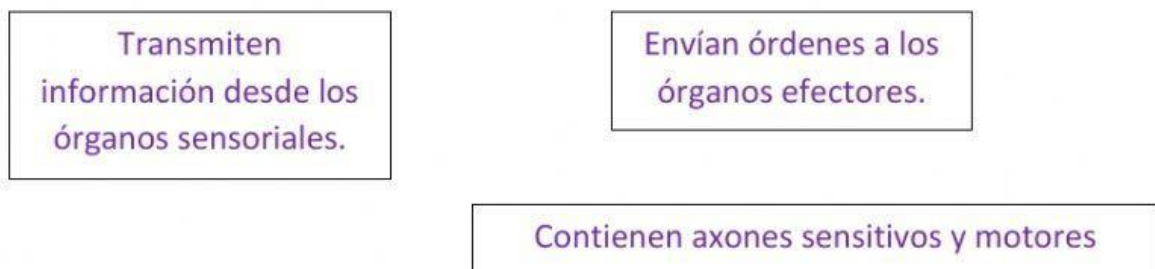 Transmiten
información desde los
órganos sensoriales.
Envían órdenes a los
órganos efectores.
Contienen axones sensitivos y motores